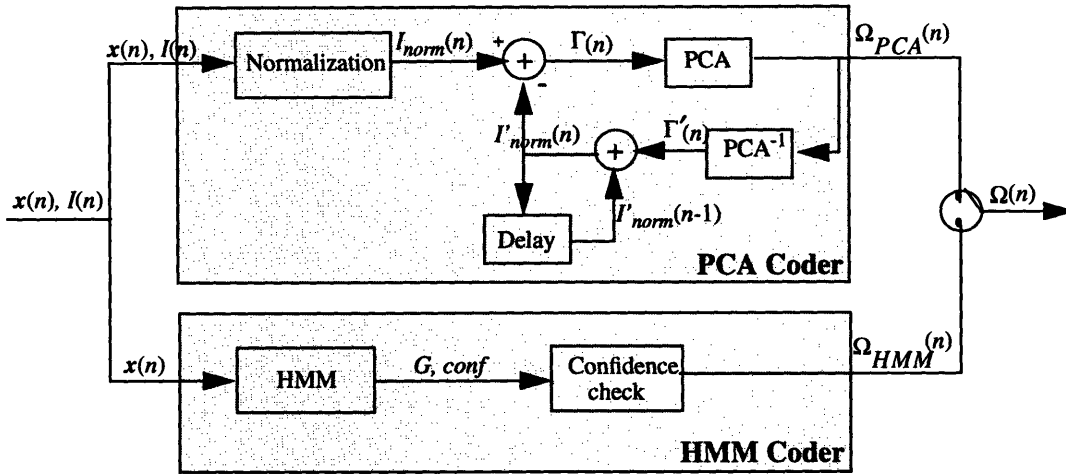 x(n), I(n)
Normalization
I_norm(n)
+
+
-
Γ(n)
PCA
Ω_PCA(n)
I'_norm(n)
+
Γ'(n)
PCA⁻¹
x(n), I(n)
Ω(n)
Delay
I'_norm(n-1)
PCA Coder
x(n)
HMM
G, conf
Confidence
check
Ω_HMM(n)
HMM Coder